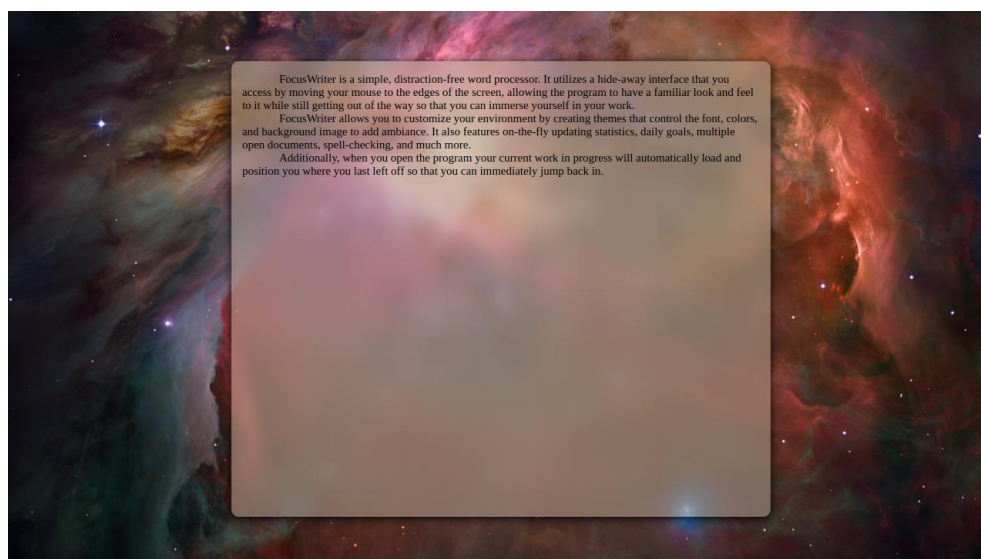 FocusWriter is a simple, distraction-free word processor. It utilizes a hide-away interface that you
access by moving your mouse to the edges of the screen, allowing the program to have a familiar look and feel
to it while still getting out of the way so that you can immerse yourself in your work.
FocusWriter allows you to customize your environment by creating themes that control the font, colors,
and background image to add ambiance. It also features on-the-fly updating statistics, daily goals, multiple
open documents, spell-checking, and much more.
Additionally, when you open the program your current work in progress will automatically load and
position you where you last left off so that you can immediately jump back in.